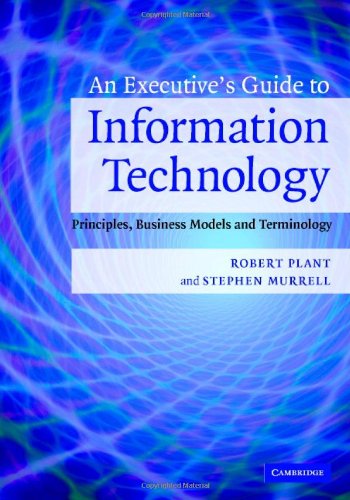 An Executive's Guide to
Information
Technology
Principles, Business Models and Terminology
ROBERT PLANT
and STEPHEN MURRELL
CAMBRIDGE